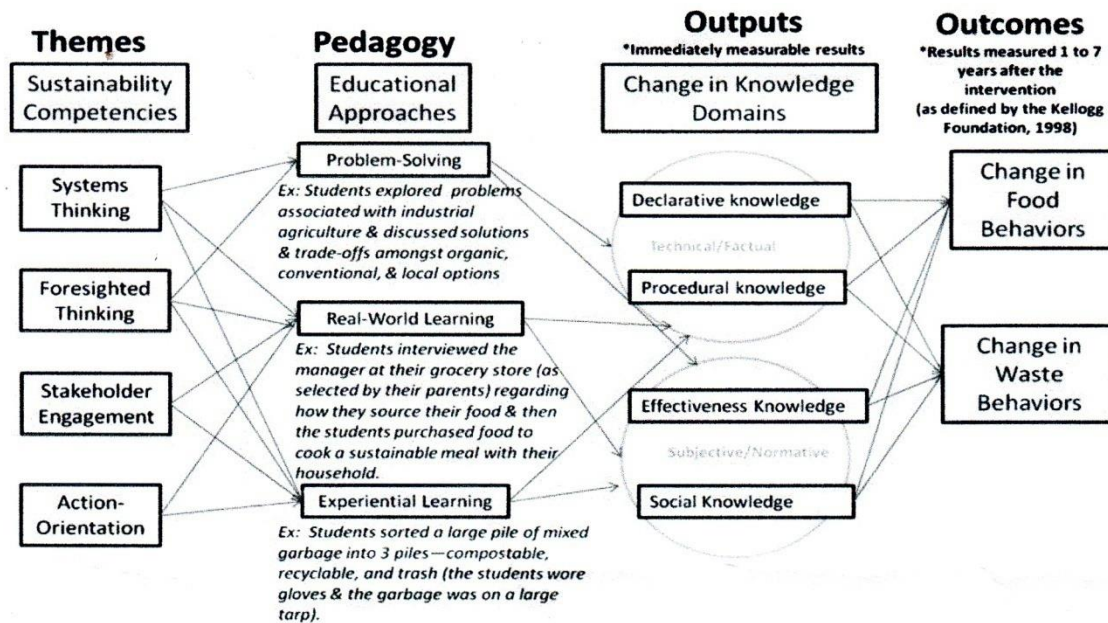 Themes
Sustainability
Competencies
Systems
Thinking
Foresighted
Thinking
Stakeholder
Engagement
Action-
Orientation
Pedagogy
Educational
Approaches
Problem-Solving
Ex: Students explored problems
associated with industrial
agriculture & discussed solutions
& trade-offs amongst organic,
conventional, & local options
Real-World Learning
Ex: Students interviewed the
manager at their grocery store (as
selected by their parents) regarding
how they source their food & then
the students purchased food to
cook a sustainable meal with their
household.
Experiential Learning
Ex: Students sorted a large pile of mixed
garbage into 3 piles—compostable,
recyclable, and trash (the students wore
gloves & the garbage was on a large
tarp).
Outputs
*Immediately measurable results
Change in Knowledge
Domains
Declarative knowledge
Technical/Factual
Procedural knowledge
Effectiveness Knowledge
Subjective/Normative
Social Knowledge
Outcomes
*Results measured 1 to 7
years after the
intervention
(as defined by the Kellogg
Foundation, 1998)
Change in
Food
Behaviors
Change in
Waste
Behaviors